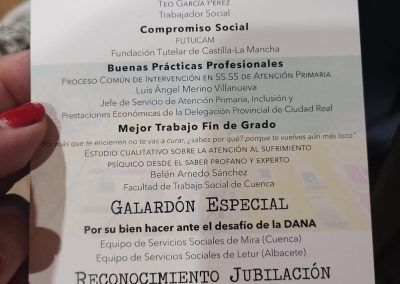 Teo García Pérez
Trabajador Social
Compromiso Social
FUTUCAM
Fundación Tutelar de Castilla-La Mancha
Buenas Prácticas Profesionales
Proceso Común de Intervención en SS.SS de Atención Primaria
Luis Ángel Merino Villanueva
Jefe de Servicio de Atención Primaria, Inclusión y
Prestaciones Económicas de la Delegación Provincial de Ciudad Real
Mejor Trabajo Fin de Grado
"Por más que te encierren no te vas a curar, ¿sabes por qué? porque te vuelves aún más loco"
Estudio cualitativo sobre la atención al sufrimiento
psíquico desde el saber profano y experto
Belén Arnedo Sánchez
Facultad de Trabajo Social de Cuenca
Galardón Especial
Por su bien hacer ante el desafío de la DANA
Equipo de Servicios Sociales de Mira (Cuenca)
Equipo de Servicios Sociales de Letur (Albacete)
Reconocimiento Jubilación